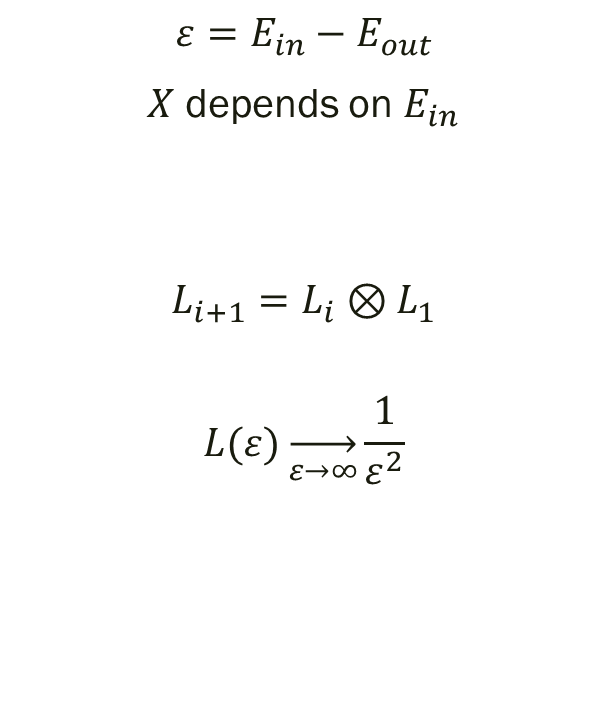 ε = E_in − E_out
X depends on E_in
L_{i+1} = L_i ⊗ L_1
L(ε) ⟶_{ε→∞} 1/ε²